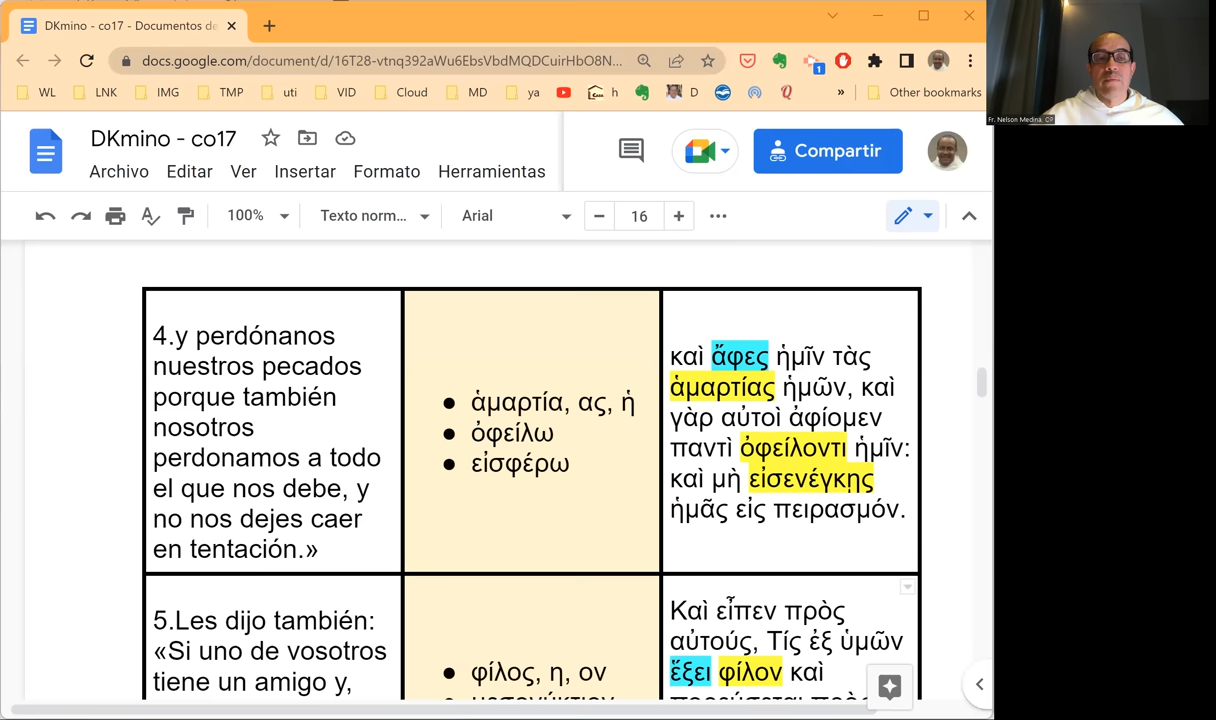 DKmino - co17 - Documentos de
docs.google.com/document/d/16T28-vtnq392aWu6EbsVbdMQDCuirHbO8N...
WL LNK IMG TMP uti VID Cloud MD ya h D » Other bookmarks
Fr. Nelson Medina, OP
DKmino - co17
Compartir
Archivo Editar Ver Insertar Formato Herramientas
100% Texto norm... Arial 16
4.y perdónanos
nuestros pecados
porque también
nosotros
perdonamos a todo
el que nos debe, y
no nos dejes caer
en tentación.»
● ἁμαρτία, ας, ἡ
● ὀφείλω
● εἰσφέρω
καὶ ἄφες ἡμῖν τὰς
ἁμαρτίας ἡμῶν, καὶ
γὰρ αὐτοὶ ἀφίομεν
παντὶ ὀφείλοντι ἡμῖν:
καὶ μὴ εἰσενέγκῃς
ἡμᾶς εἰς πειρασμόν.
5.Les dijo también:
«Si uno de vosotros
tiene un amigo y,
● φίλος, η, ον
Καὶ εἶπεν πρὸς
αὐτούς, Τίς ἐξ ὑμῶν
ἕξει φίλον καὶ